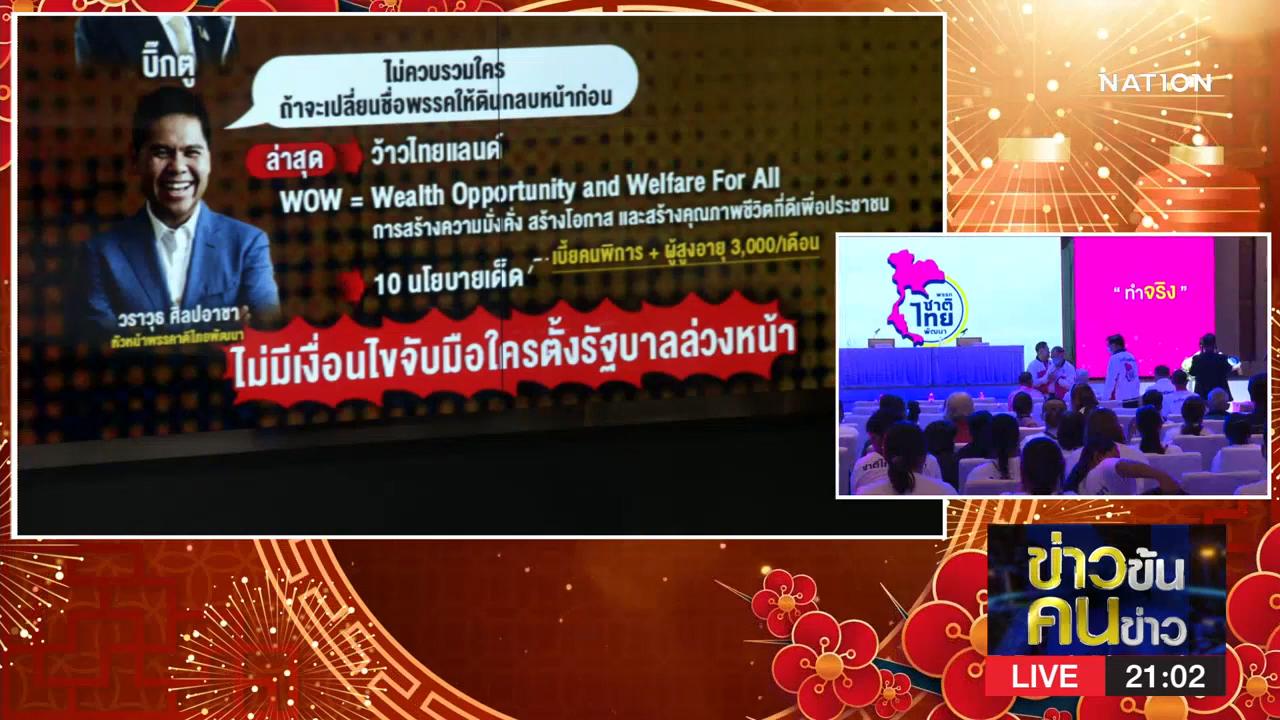 บิ๊กตู่
ไม่ควบรวมใคร
ถ้าจะเปลี่ยนชื่อพรรคให้ดินกลบหน้าก่อน
ล่าสุด
ว้าวไทยแลนด์
WOW = Wealth Opportunity and Welfare For All
การสร้างความมั่งคั่ง สร้างโอกาส และสร้างคุณภาพชีวิตที่ดีเพื่อประชาชน
10 นโยบายเด็ด
เบี้ยคนพิการ + ผู้สูงอายุ 3,000/เดือน
วราวุธ ศิลปอาชา
หัวหน้าพรรคชาติไทยพัฒนา
ไม่มีเงื่อนไขจับมือใครตั้งรัฐบาลล่วงหน้า
NATION
พรรค
ชาติ
ไทย
พัฒนา
“ ทำจริง ”
ข่าวข้น
คนข่าว
LIVE 21:02